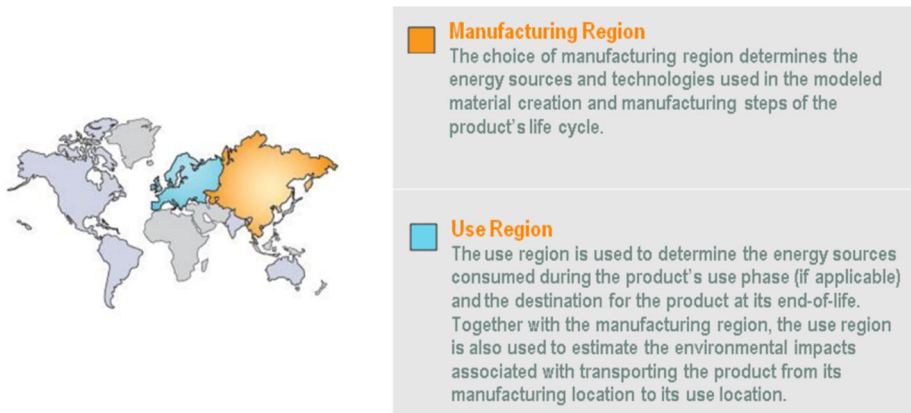 Manufacturing Region
The choice of manufacturing region determines the
energy sources and technologies used in the modeled
material creation and manufacturing steps of the
product's life cycle.
Use Region
The use region is used to determine the energy sources
consumed during the product's use phase (if applicable)
and the destination for the product at its end-of-life.
Together with the manufacturing region, the use region
is also used to estimate the environmental impacts
associated with transporting the product from its
manufacturing location to its use location.